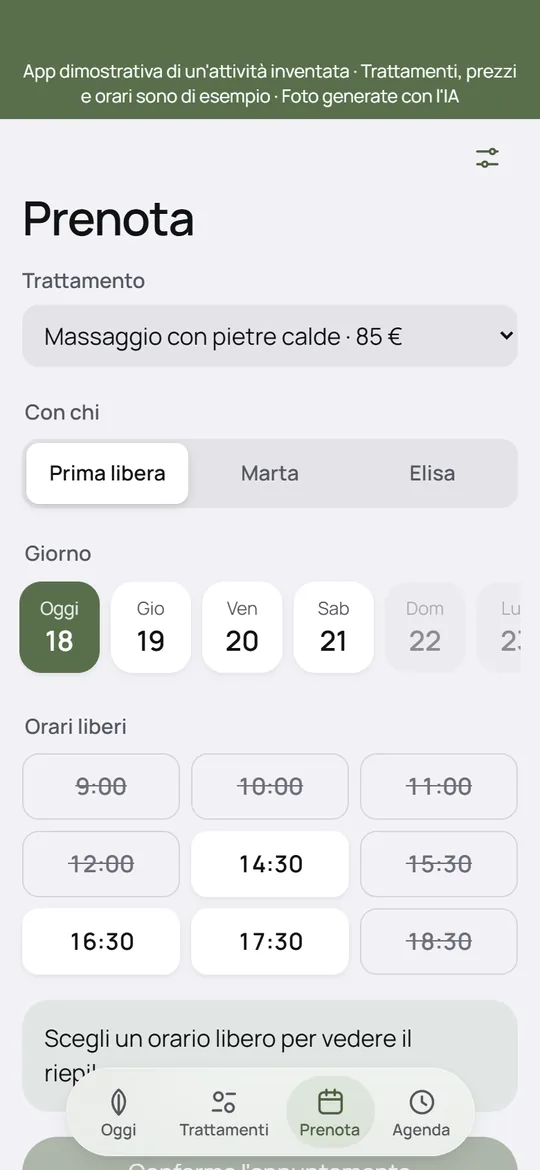 App dimostrativa di un'attività inventata · Trattamenti, prezzi
e orari sono di esempio · Foto generate con l'IA
Prenota
Trattamento
Massaggio con pietre calde · 85 €
Con chi
Prima libera
Marta
Elisa
Giorno
Oggi
18
Gio
19
Ven
20
Sab
21
Dom
22
Orari liberi
9:00
10:00
11:00
12:00
14:30
15:30
16:30
17:30
18:30
Scegli un orario libero per vedere il
Oggi
Trattamenti
Prenota
Agenda